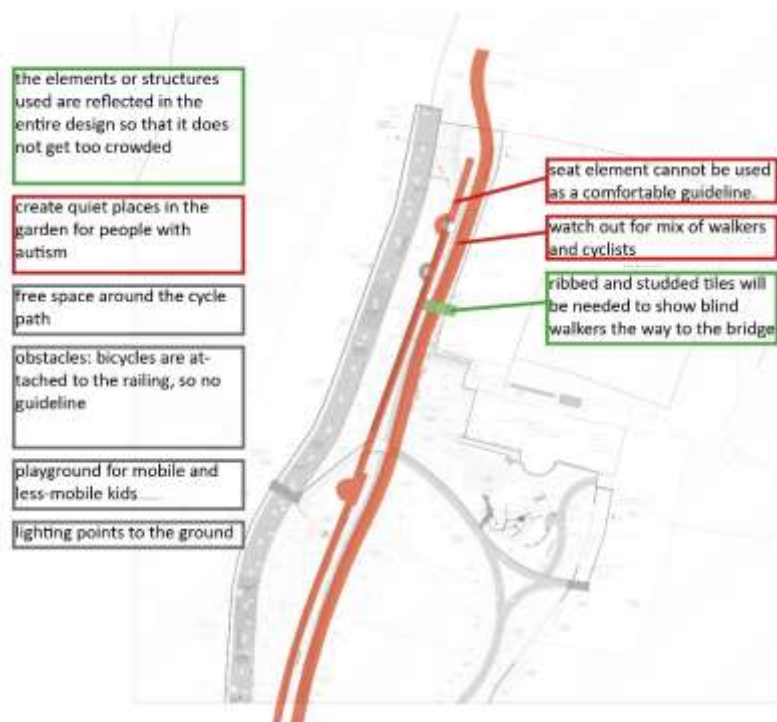 the elements or structures
used are reflected in the
entire design so that it does
not get too crowded
create quiet places in the
garden for people with
autism
free space around the cycle
path
obstacles: bicycles are at-
tached to the railing, so no
guideline
playground for mobile and
less-mobile kids
lighting points to the ground
seat element cannot be used
as a comfortable guideline.
watch out for mix of walkers
and cyclists
ribbed and studded tiles will
be needed to show blind
walkers the way to the bridge